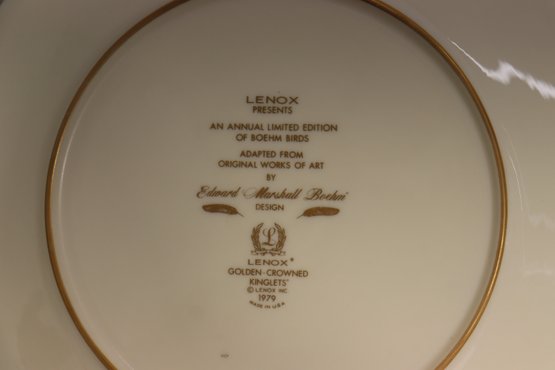 LENOX
PRESENTS
AN ANNUAL LIMITED EDITION
OF BOEHM BIRDS
ADAPTED FROM
ORIGINAL WORKS OF ART
BY
Edward Marshall Boehm
DESIGN
L
LENOX®
GOLDEN-CROWNED
KINGLETS
© LENOX INC.
1979
MADE IN U.S.A.